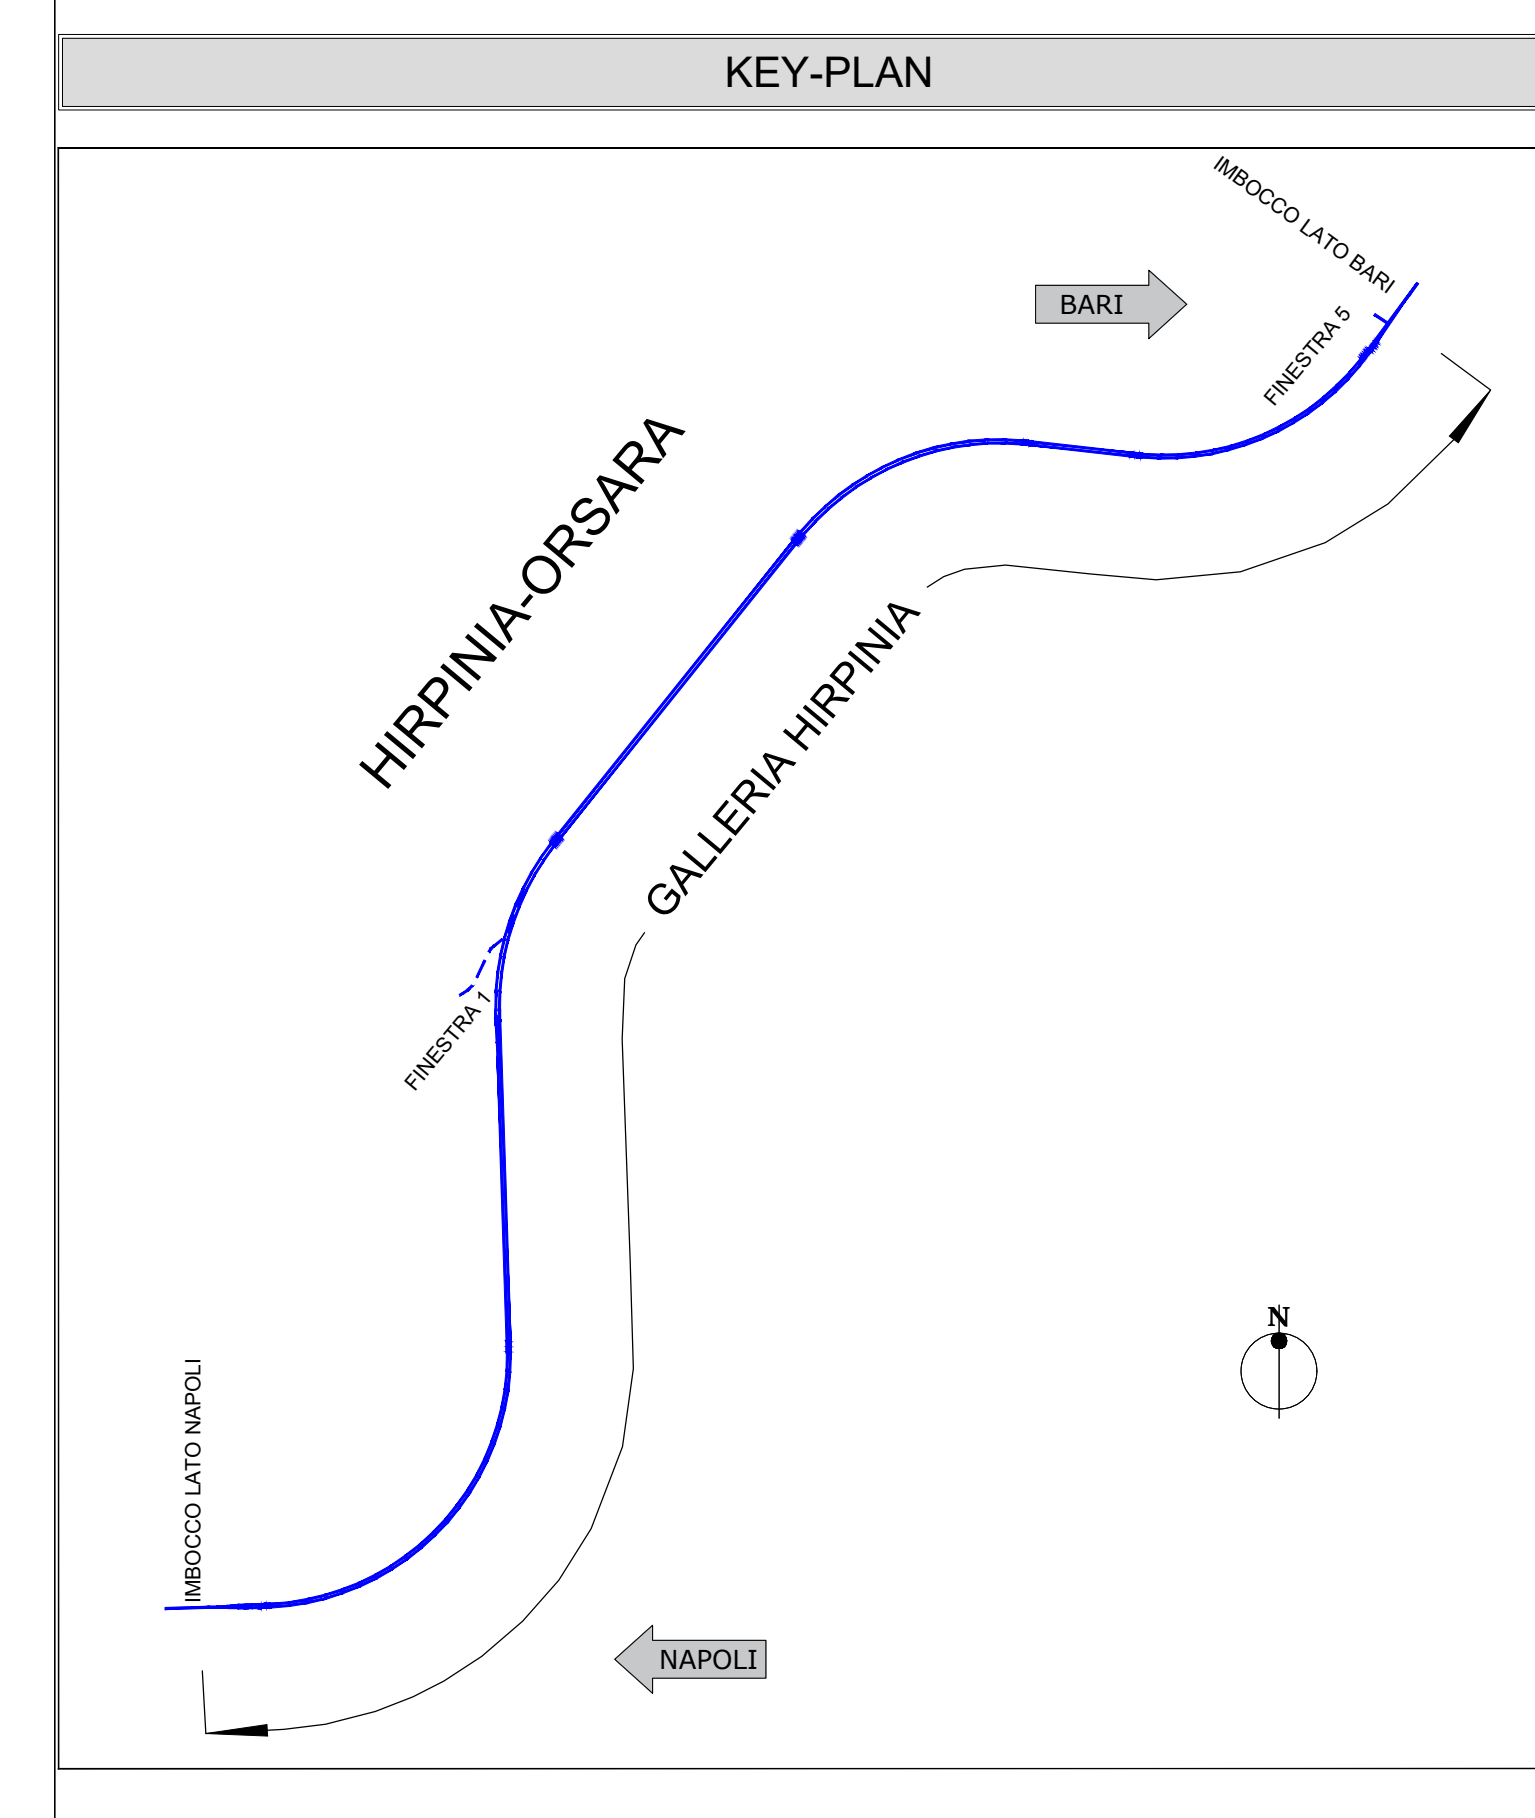 KEY-PLAN
IMBOCCO LATO BARI
BARI
FINESTRA 5
HIRPINIA-ORSARA
GALLERIA HIRPINIA
FINESTRA 1
N
IMBOCCO LATO NAPOLI
NAPOLI